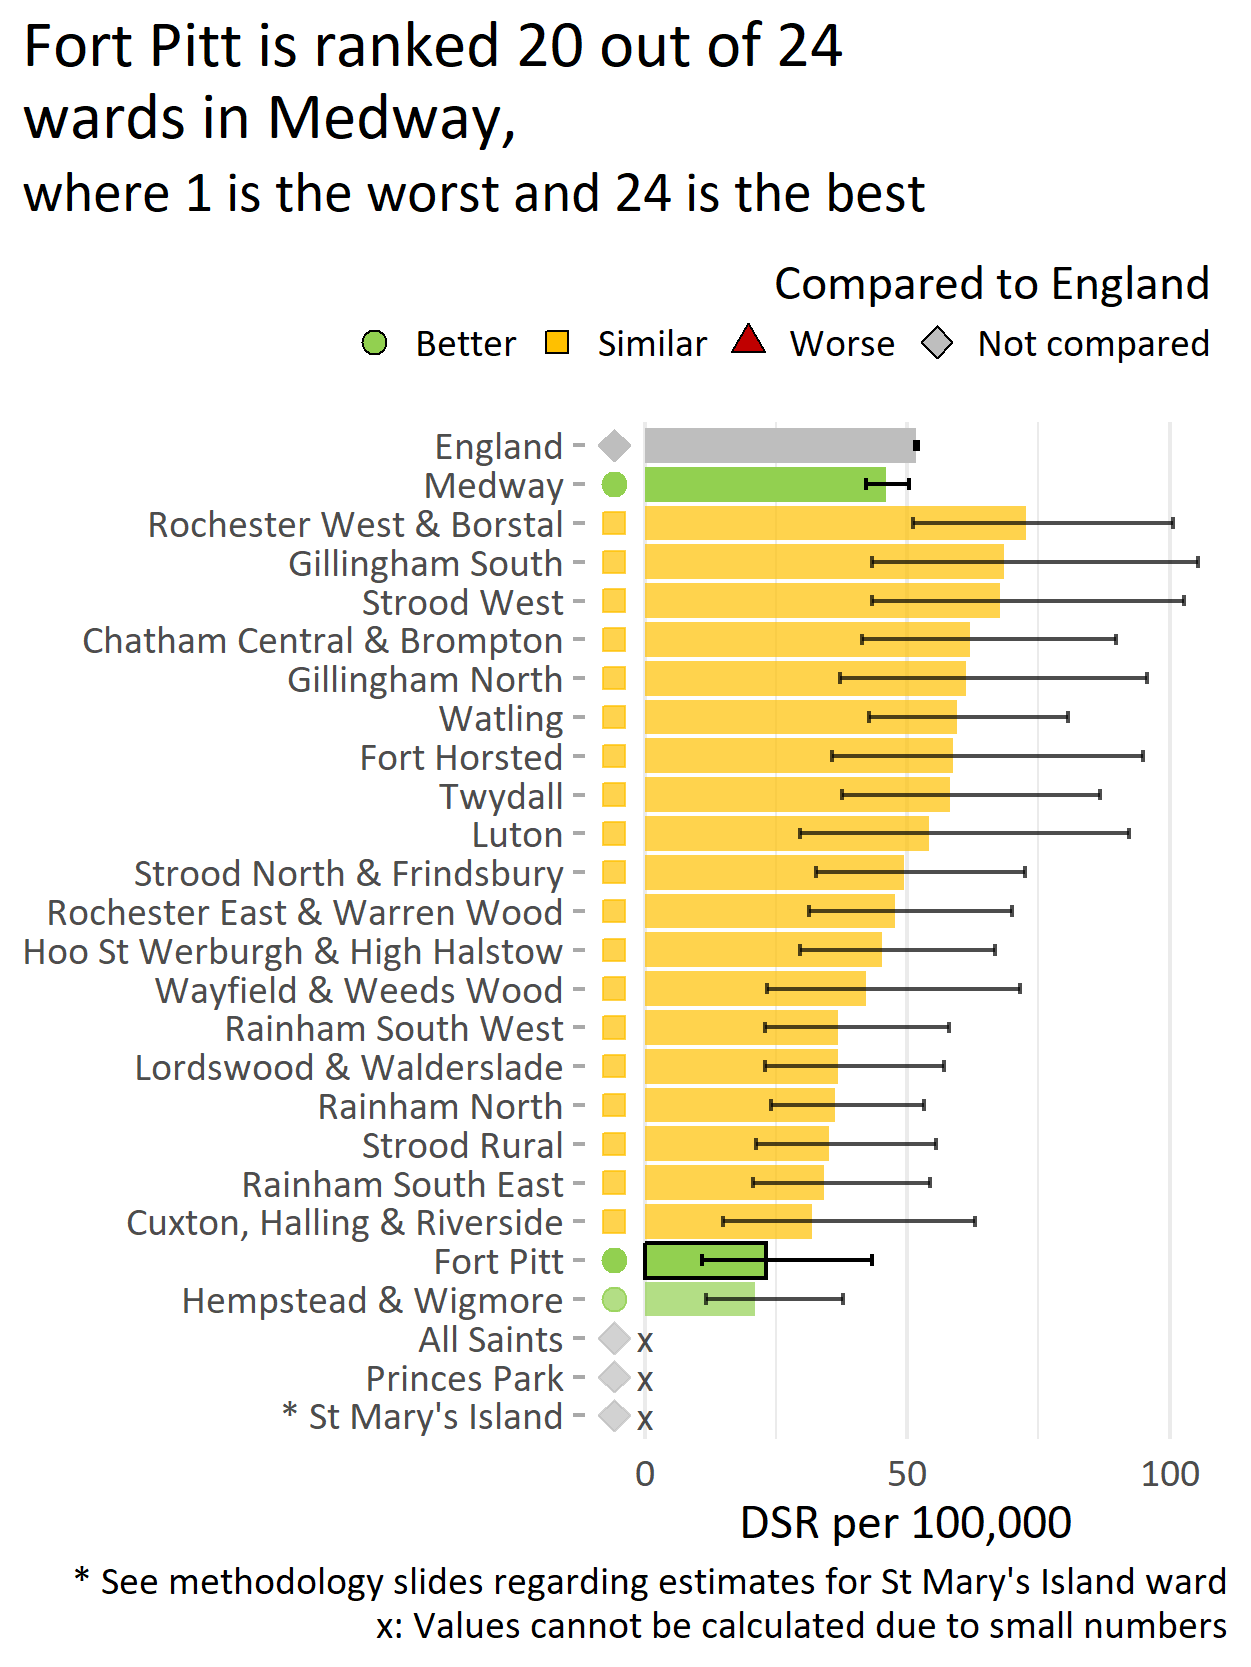 Fort Pitt is ranked 20 out of 24
wards in Medway,
where 1 is the worst and 24 is the best
Compared to England
Better Similar Worse Not compared
England
Medway
Rochester West & Borstal
Gillingham South
Strood West
Chatham Central & Brompton
Gillingham North
Watling
Fort Horsted
Twydall
Luton
Strood North & Frindsbury
Rochester East & Warren Wood
Hoo St Werburgh & High Halstow
Wayfield & Weeds Wood
Rainham South West
Lordswood & Walderslade
Rainham North
Strood Rural
Rainham South East
Cuxton, Halling & Riverside
Fort Pitt
Hempstead & Wigmore
All Saints x
Princes Park x
* St Mary's Island x
0 50 100
DSR per 100,000
* See methodology slides regarding estimates for St Mary's Island ward
x: Values cannot be calculated due to small numbers